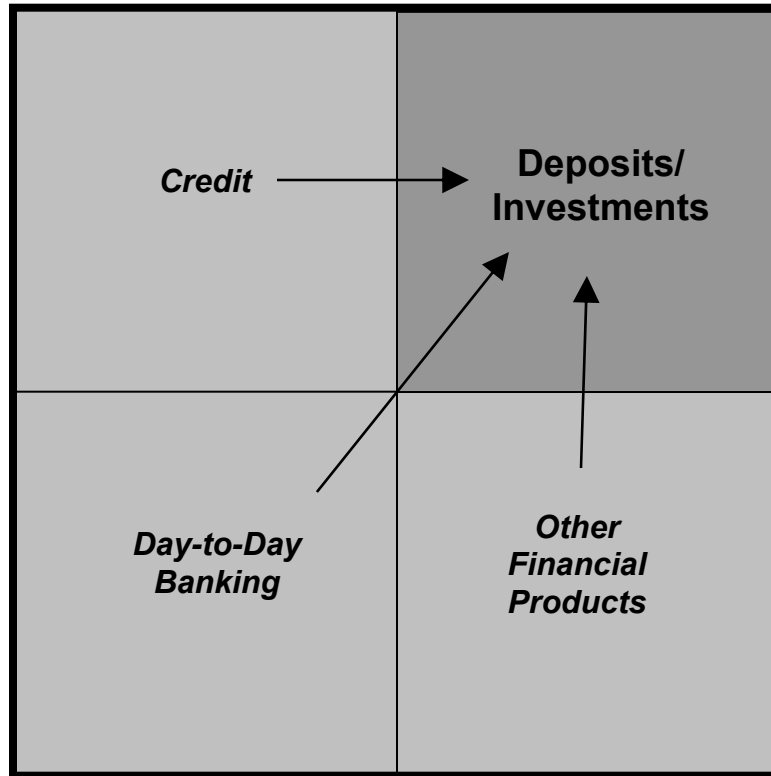 Credit
Deposits/
Investments
Day-to-Day
Banking
Other
Financial
Products